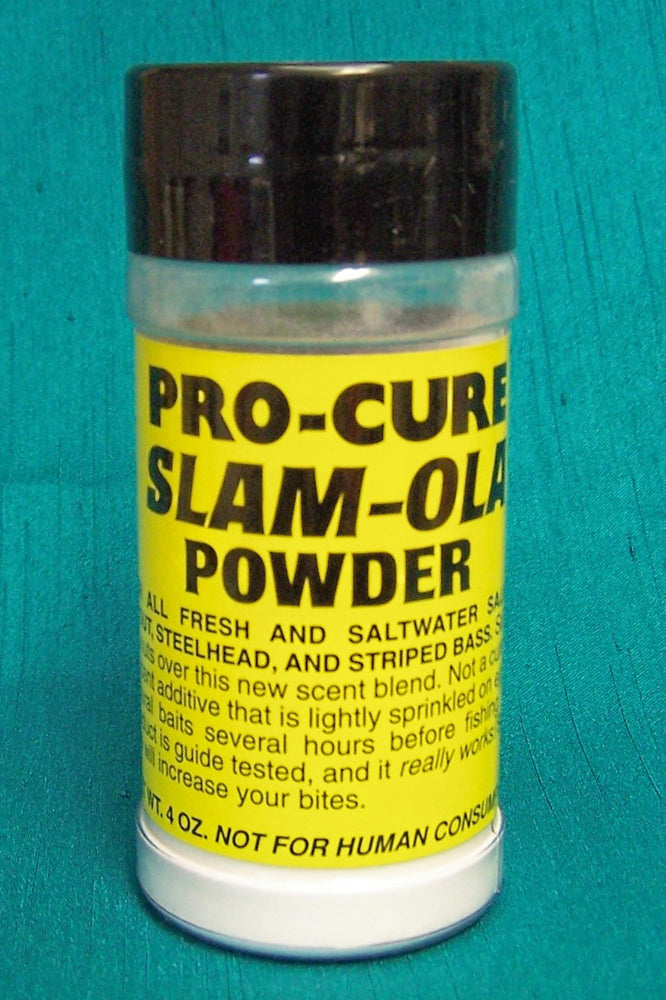 PRO-CURE
SLAM-OLA
POWDER
ALL FRESH AND SALTWATER
STEELHEAD, AND STRIPED BASS.
over this new scent blend. Not a
additive that is lightly sprinkled on
baits several hours before fishing
is guide tested, and it really works
increase your bites.
WT. 4 OZ. NOT FOR HUMAN